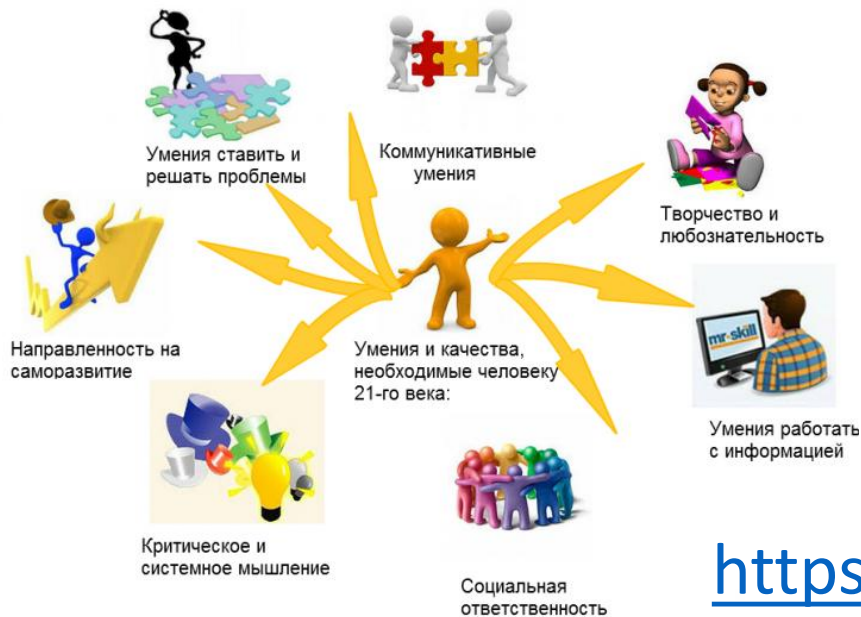 Умения ставить и
решать проблемы
Коммуникативные
умения
Творчество и
любознательность
Направленность на
саморазвитие
Умения и качества,
необходимые человеку
21-го века:
mr.skill
Умения работать
с информацией
Критическое и
системное мышление
Социальная
ответственность
https